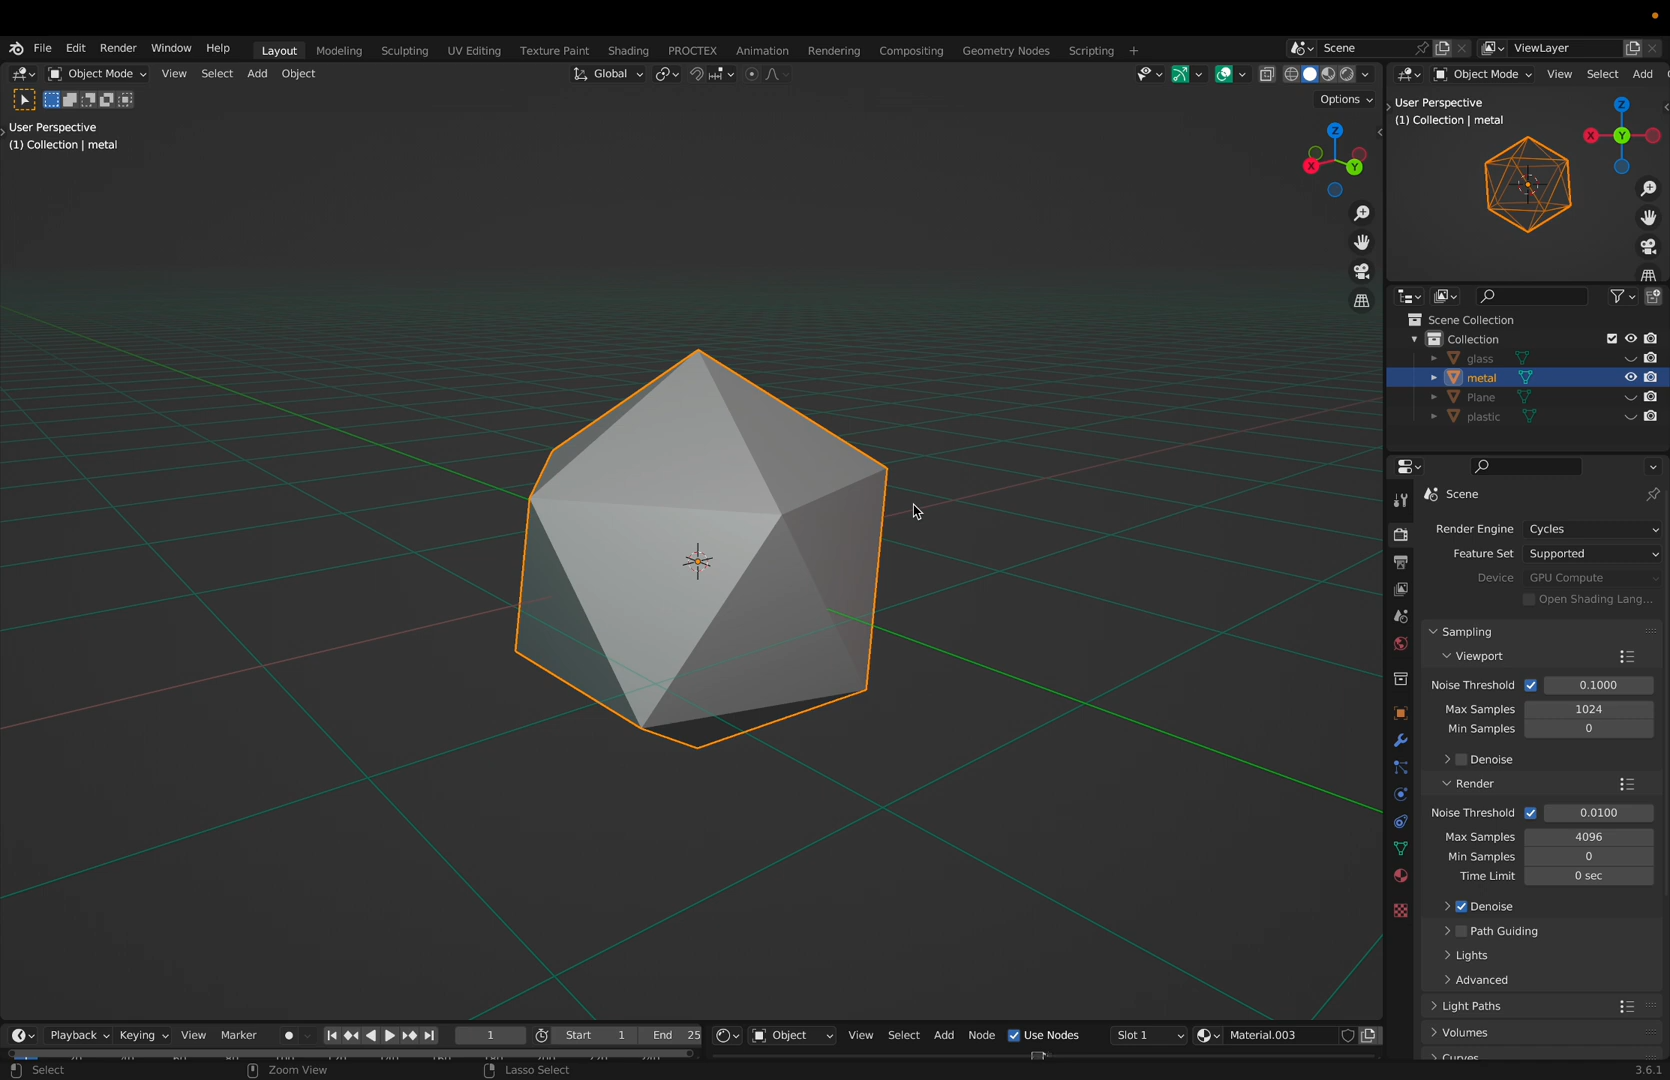 File Edit Render Window Help Layout Modeling Sculpting UV Editing Texture Paint Shading PROCTEX Animation Rendering Compositing Geometry Nodes Scripting + Scene ViewLayer
Object Mode View Select Add Object Global
Options
User Perspective
(1) Collection | metal
Z
X
Y
Object Mode View Select Add
User Perspective
(1) Collection | metal
Z
X Y
Scene Collection
Collection
glass
metal
Plane
plastic
Scene
Render Engine Cycles
Feature Set Supported
Device GPU Compute
Open Shading Lang...
Sampling
Viewport
Noise Threshold 0.1000
Max Samples 1024
Min Samples 0
Denoise
Render
Noise Threshold 0.0100
Max Samples 4096
Min Samples 0
Time Limit 0 sec
Denoise
Path Guiding
Lights
Advanced
Light Paths
Volumes
Curves
Playback Keying View Marker 1 Start 1 End 25
Object View Select Add Node Use Nodes Slot 1 Material.003
Select Zoom View Lasso Select 3.6.1